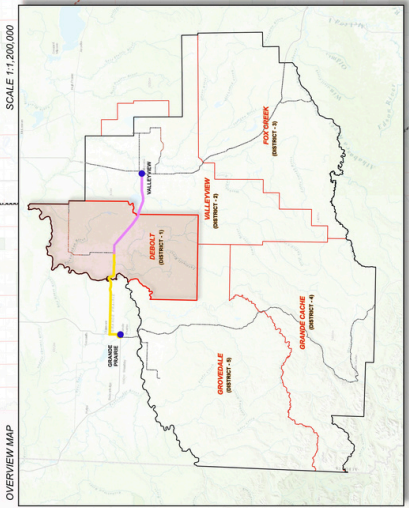 OVERVIEW MAP
SCALE 1:1,200,000
GRANDE
PRAIRIE
VALLEYVIEW
DEBOLT
(DISTRICT - 1)
VALLEYVIEW
(DISTRICT - 2)
FOX CREEK
(DISTRICT - 3)
GROVEDALE
(DISTRICT - 5)
GRANDE CACHE
(DISTRICT - 4)